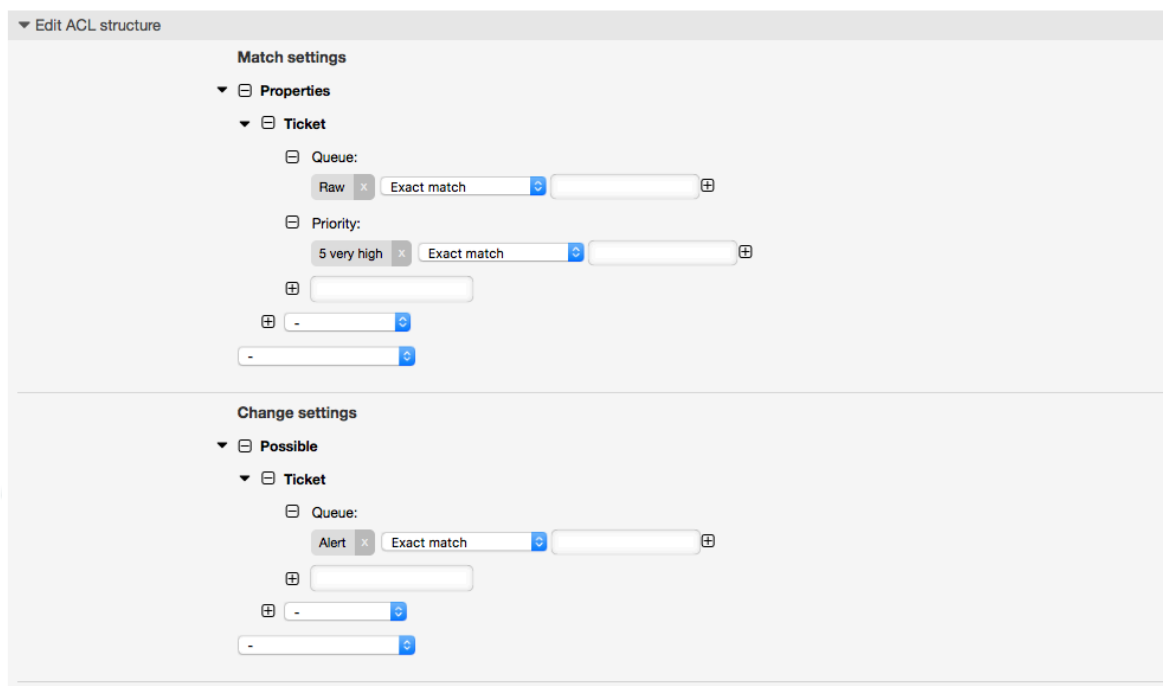 Edit ACL structure
Match settings
Properties
Ticket
Queue:
Raw x Exact match
Priority:
5 very high x Exact match
-
-
Change settings
Possible
Ticket
Queue:
Alert x Exact match
-
-